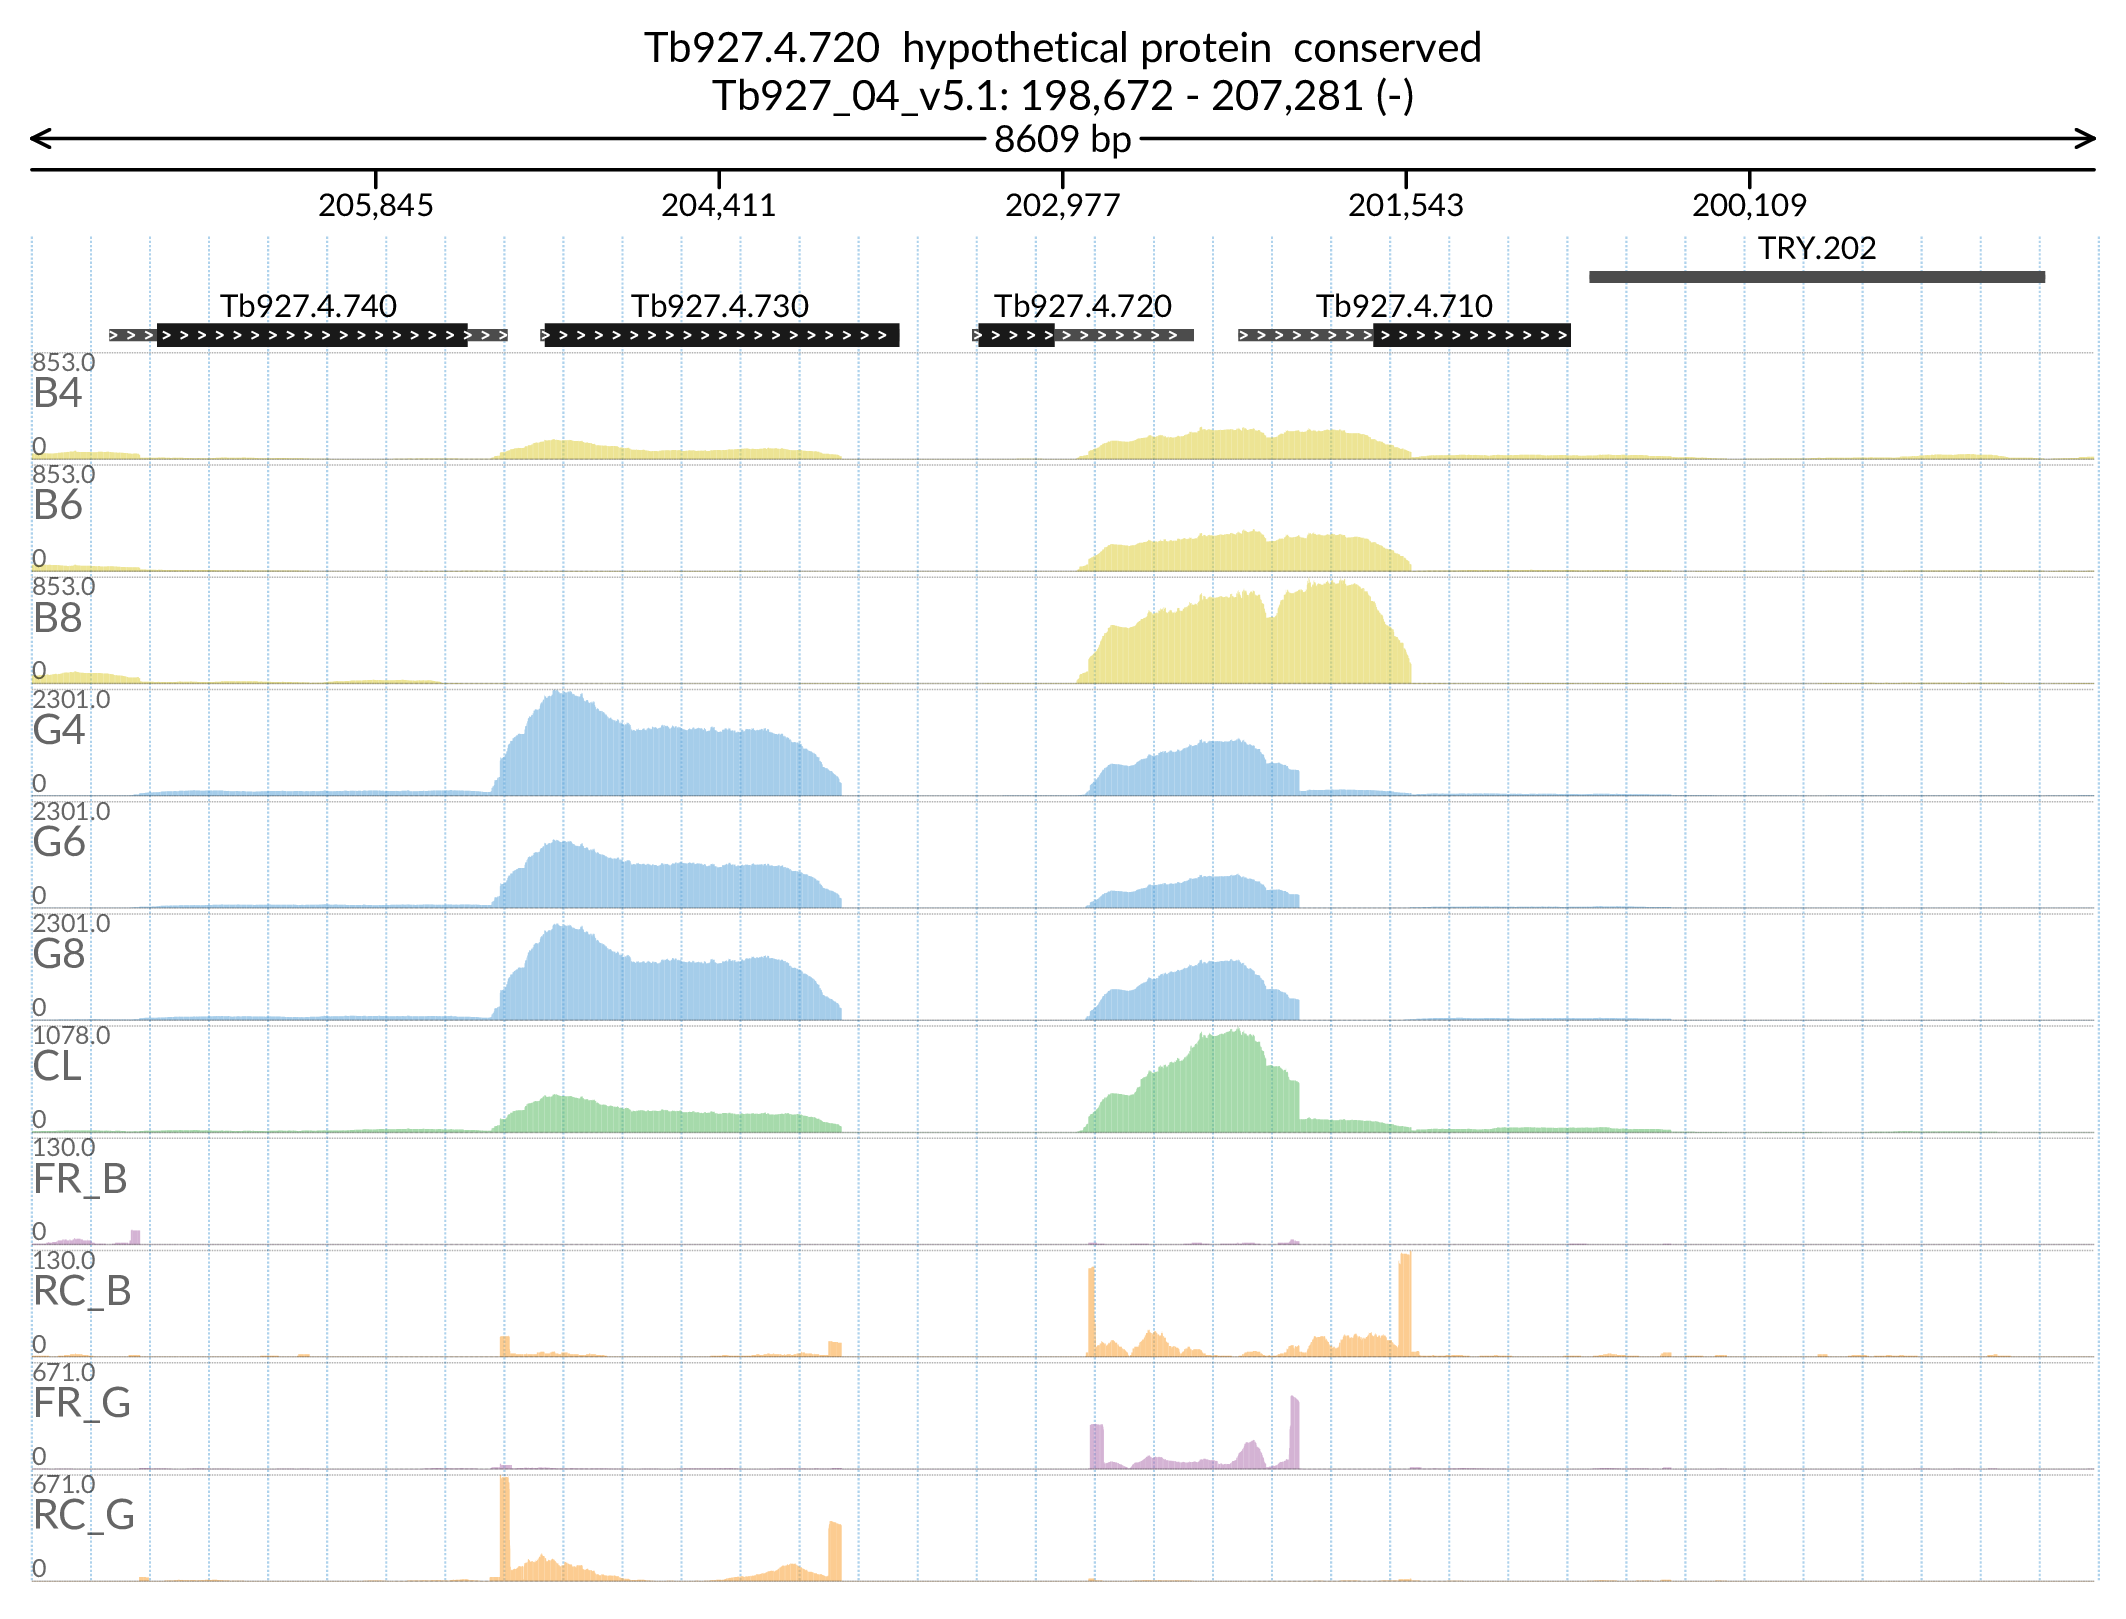 Tb927.4.720  hypothetical protein  conserved
Tb927_04_v5.1: 198,672 - 207,281 (-)
8609 bp
205,845 204,411 202,977 201,543 200,109
TRY.202
Tb927.4.740 Tb927.4.730 Tb927.4.720 Tb927.4.710
853.0
B4
0
853.0
B6
0
853.0
B8
0
2301.0
G4
0
2301.0
G6
0
2301.0
G8
0
1078.0
CL
0
130.0
FR_B
0
130.0
RC_B
0
671.0
FR_G
0
671.0
RC_G
0